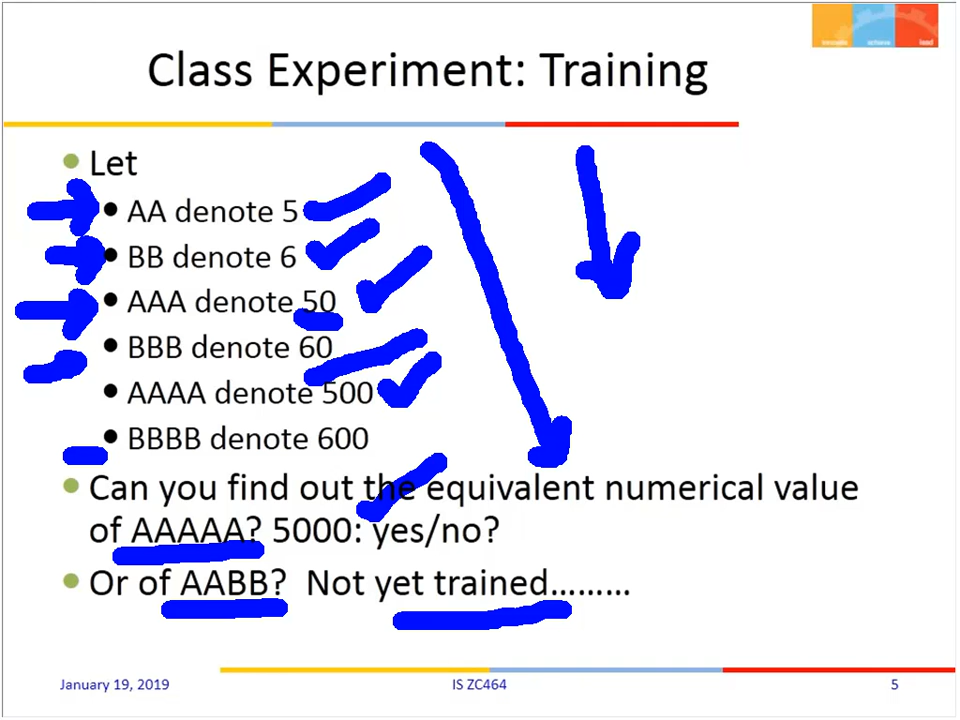 Class Experiment: Training
Let
AA denote 5
BB denote 6
AAA denote 50
BBB denote 60
AAAA denote 500
BBBB denote 600
Can you find out the equivalent numerical value
of AAAAA? 5000: yes/no?
Or of AABB? Not yet trained.........
January 19, 2019
IS ZC464
5